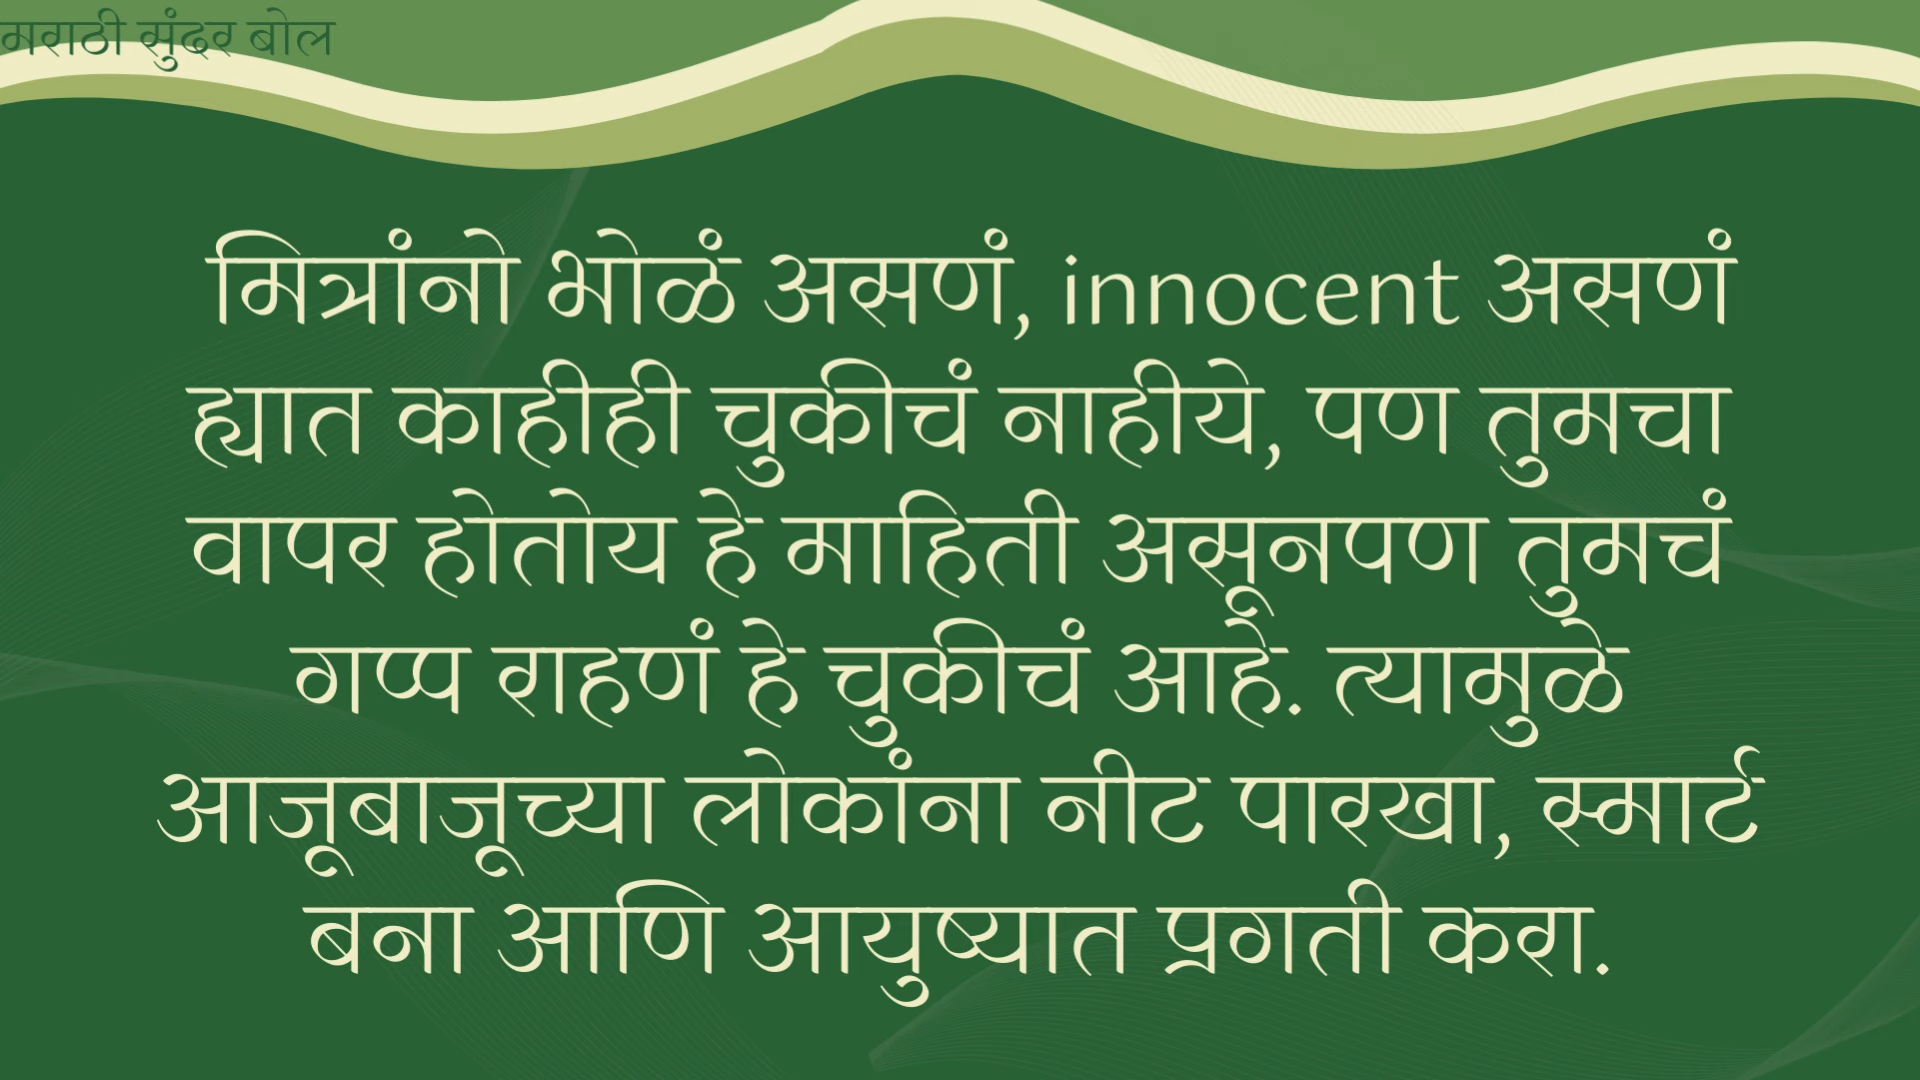 मराठी सुंदर बोल
मित्रांनो भोळं असणं, innocent असणं
ह्यात काहीही चुकीचं नाहीये, पण तुमचा
वापर होतोय हे माहिती असूनपण तुमचं
गप्प राहणं हे चुकीचं आहे. त्यामुळे
आजूबाजूच्या लोकांना नीट पारखा, स्मार्ट
बना आणि आयुष्यात प्रगती करा.